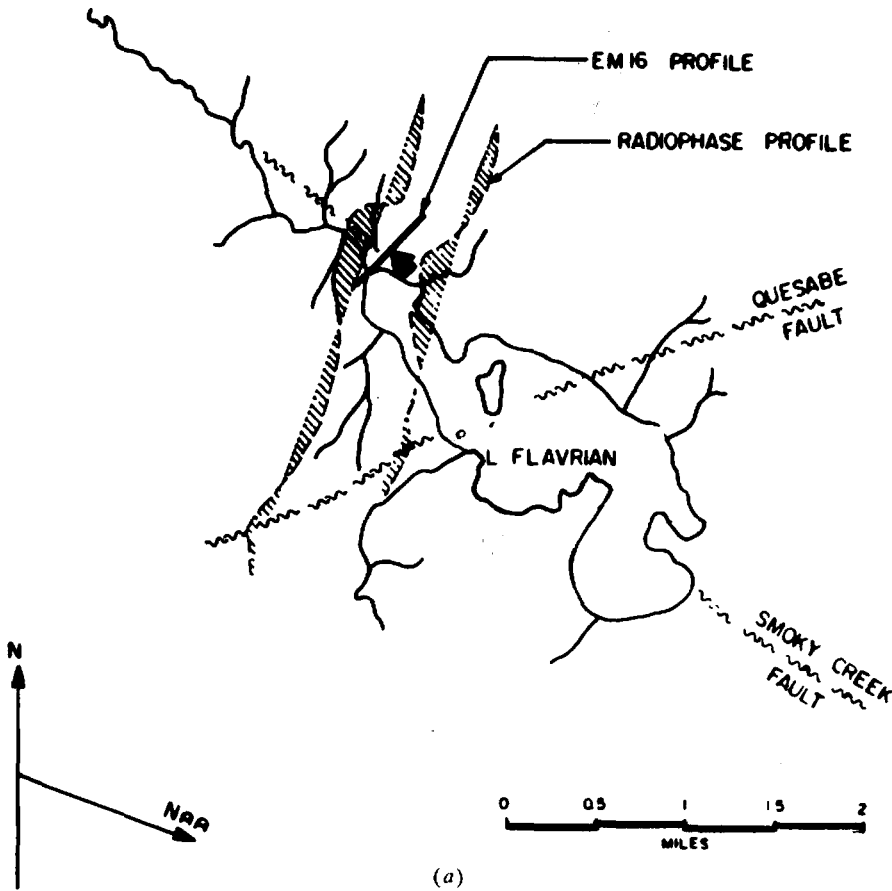 EM16 PROFILE
RADIOPHASE PROFILE
QUESABE
FAULT
L FLAVRIAN
SMOKY CREEK
FAULT
N
NAA
0 0.5 1 1.5 2
MILES
(a)